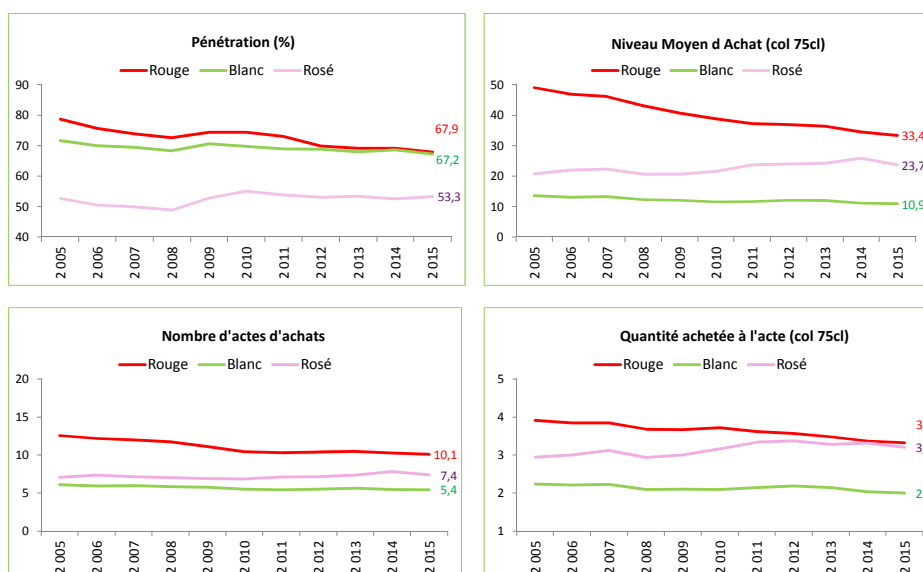 Pénétration (%)
Rouge Blanc Rosé
90
80
70
60
50
40
67,9
67,2
53,3
2 005 2 006 2 007 2 008 2 009 2 010 2 011 2 012 2 013 2 014 2 015
Niveau Moyen d Achat (col 75cl)
Rouge Blanc Rosé
50
40
30
20
10
0
33,4
23,7
10,9
2 005 2 006 2 007 2 008 2 009 2 010 2 011 2 012 2 013 2 014 2 015
Nombre d'actes d'achats
Rouge Blanc Rosé
20
15
10
5
0
10,1
7,4
5,4
2 005 2 006 2 007 2 008 2 009 2 010 2 011 2 012 2 013 2 014 2 015
Quantité achetée à l'acte (col 75cl)
Rouge Blanc Rosé
5
4
3
2
1
2 005 2 006 2 007 2 008 2 009 2 010 2 011 2 012 2 013 2 014 2 015